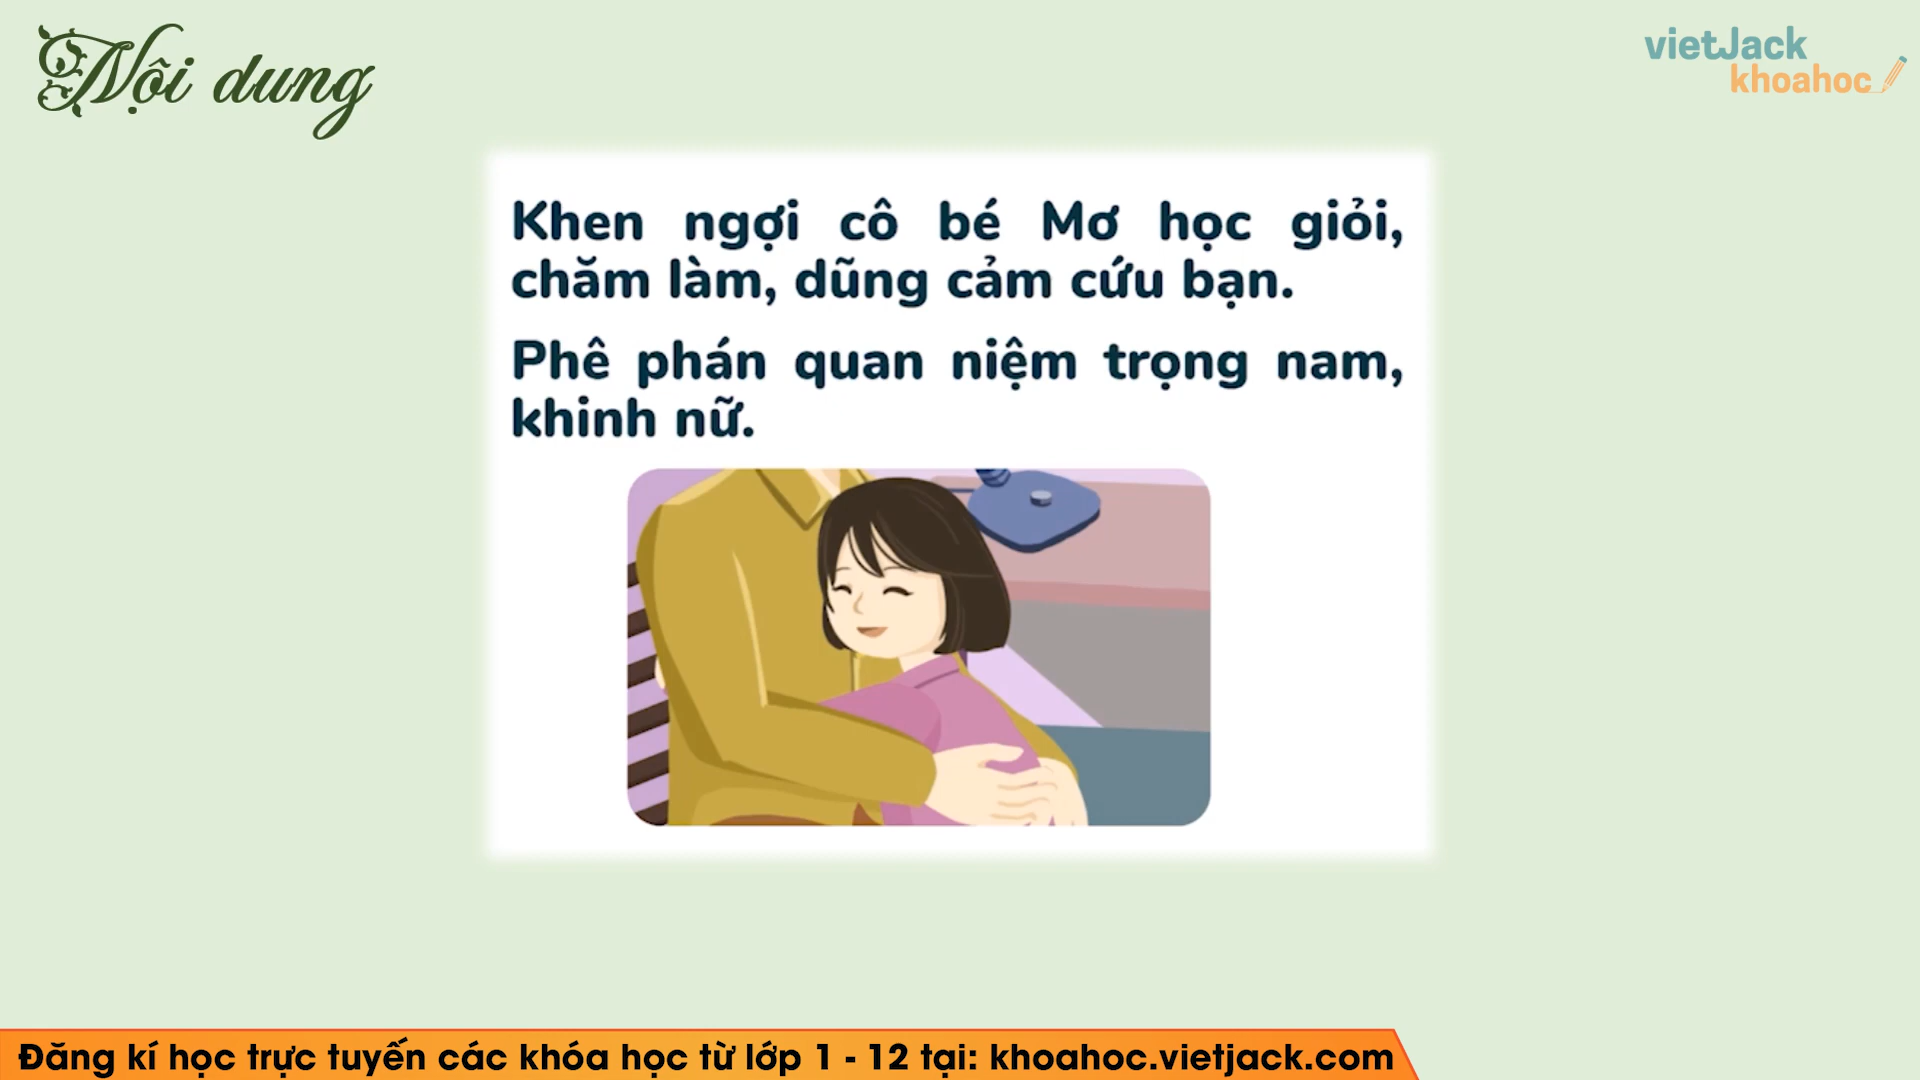 Nội dung
vietJack
khoahoc
Khen ngợi cô bé Mơ học giỏi,
chăm làm, dũng cảm cứu bạn.
Phê phán quan niệm trọng nam,
khinh nữ.
Đăng kí học trực tuyến các khóa học từ lớp 1 - 12 tại: khoahoc.vietjack.com